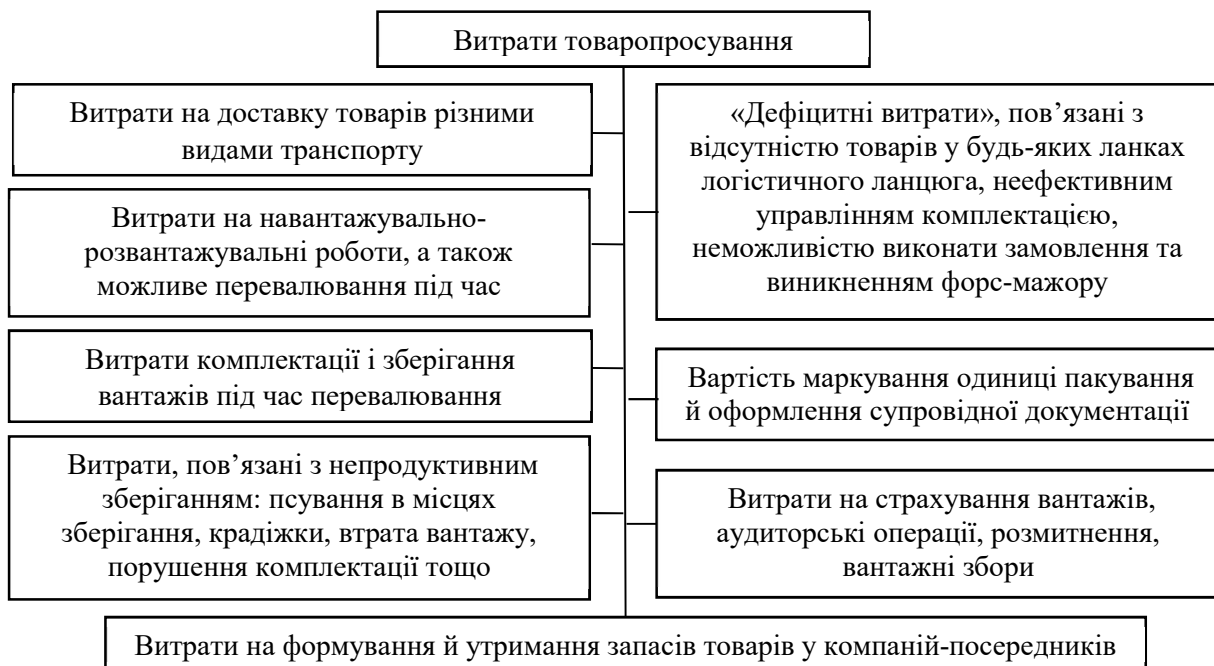 Витрати товаропросування
Витрати на доставку товарів різними
видами транспорту
Витрати на навантажувально-
розвантажувальні роботи, а також
можливе перевалювання під час
Витрати комплектації і зберігання
вантажів під час перевалювання
Витрати, пов’язані з непродуктивним
зберіганням: псування в місцях
зберігання, крадіжки, втрата вантажу,
порушення комплектації тощо
«Дефіцитні витрати», пов’язані з
відсутністю товарів у будь-яких ланках
логістичного ланцюга, неефективним
управлінням комплектацією,
неможливістю виконати замовлення та
виникненням форс-мажору
Вартість маркування одиниці пакування
й оформлення супровідної документації
Витрати на страхування вантажів,
аудиторські операції, розмитнення,
вантажні збори
Витрати на формування й утримання запасів товарів у компаній-посередників